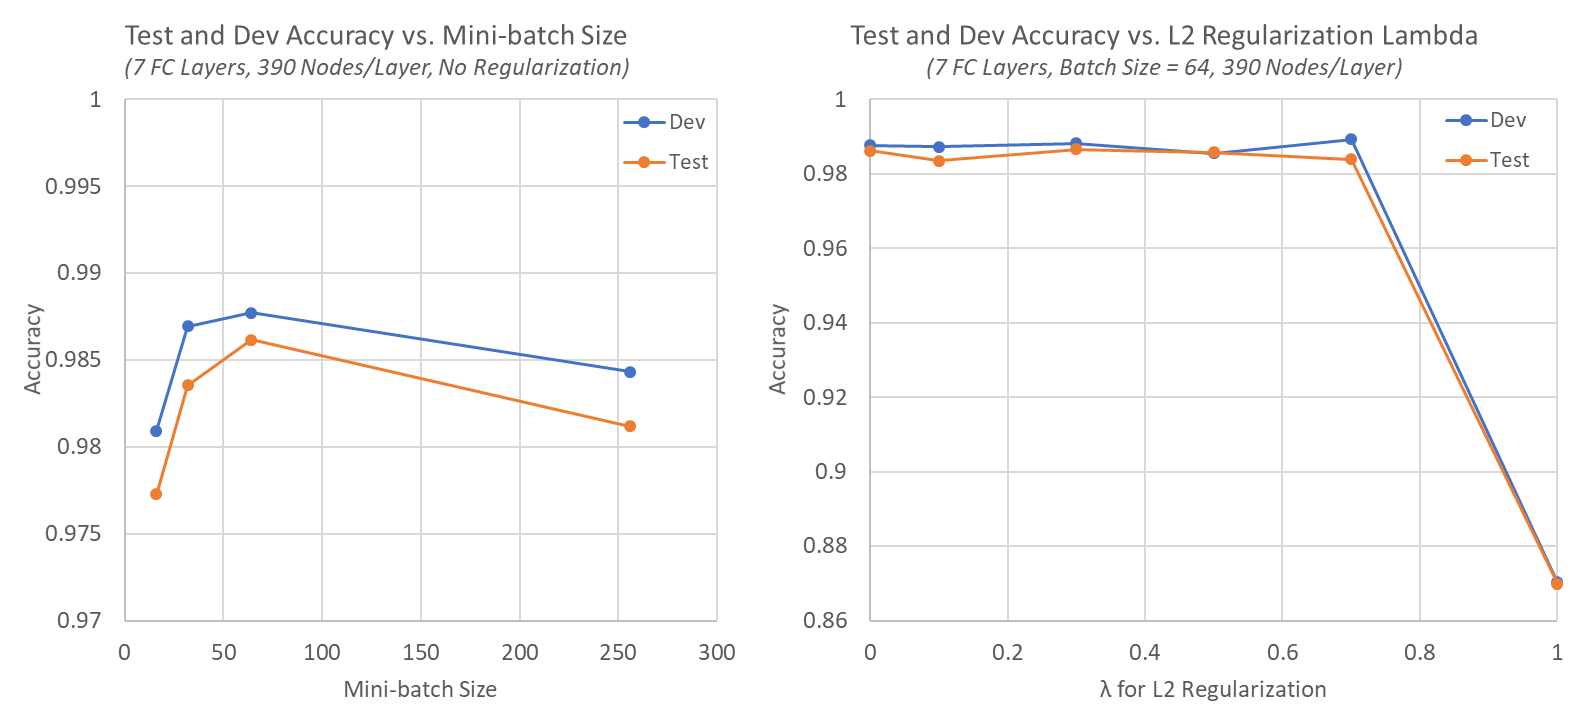 Test and Dev Accuracy vs. Mini-batch Size
(7 FC Layers, 390 Nodes/Layer, No Regularization)
1
0.995
0.99
0.985
0.98
0.975
0.97
Accuracy
Dev
Test
0 50 100 150 200 250 300
Mini-batch Size
Test and Dev Accuracy vs. L2 Regularization Lambda
(7 FC Layers, Batch Size = 64, 390 Nodes/Layer)
1
0.98
0.96
0.94
0.92
0.9
0.88
0.86
Accuracy
Dev
Test
0 0.2 0.4 0.6 0.8 1
λ for L2 Regularization